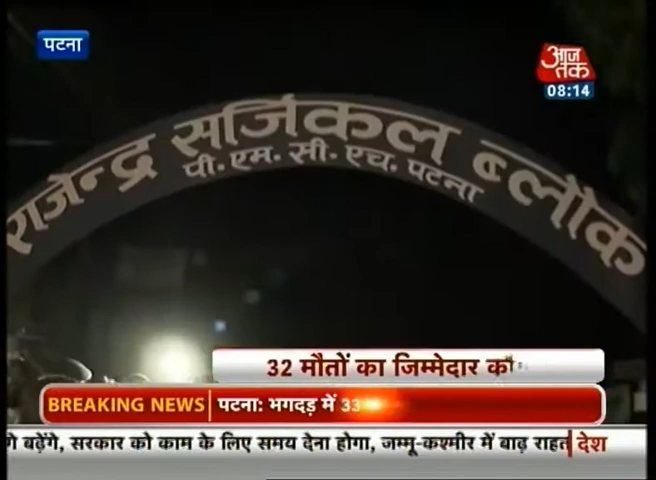 पटना
आज तक
08:14
राजेन्द्र सर्जिकल ब्लौक
पी.एम.सी.एच. पटना
32 मौतों का जिम्मेदार कौ
BREAKING NEWS पटना: भगदड़ में 33
बढ़ेंगे, सरकार को काम के लिए समय देना होगा, जम्मू-कश्मीर में बाढ़ राहत देश